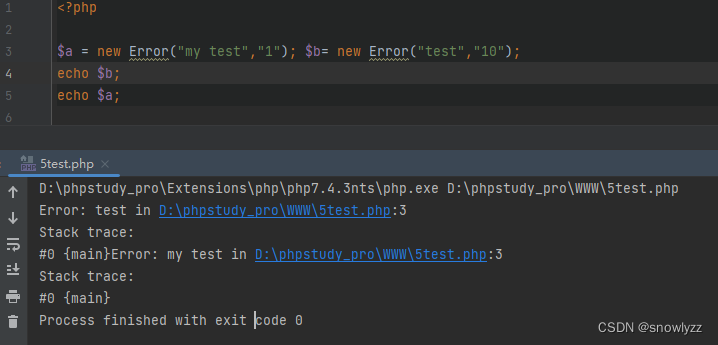 1 <?php
2
3 $a = new Error("my test","1"); $b= new Error("test","10");
4 echo $b;
5 echo $a;
6
5test.php ×
D:\phpstudy_pro\Extensions\php\php7.4.3nts\php.exe D:\phpstudy_pro\WWW\5test.php
Error: test in D:\phpstudy_pro\WWW\5test.php:3
Stack trace:
#0 {main}Error: my test in D:\phpstudy_pro\WWW\5test.php:3
Stack trace:
#0 {main}
Process finished with exit code 0
CSDN @snowlyzz